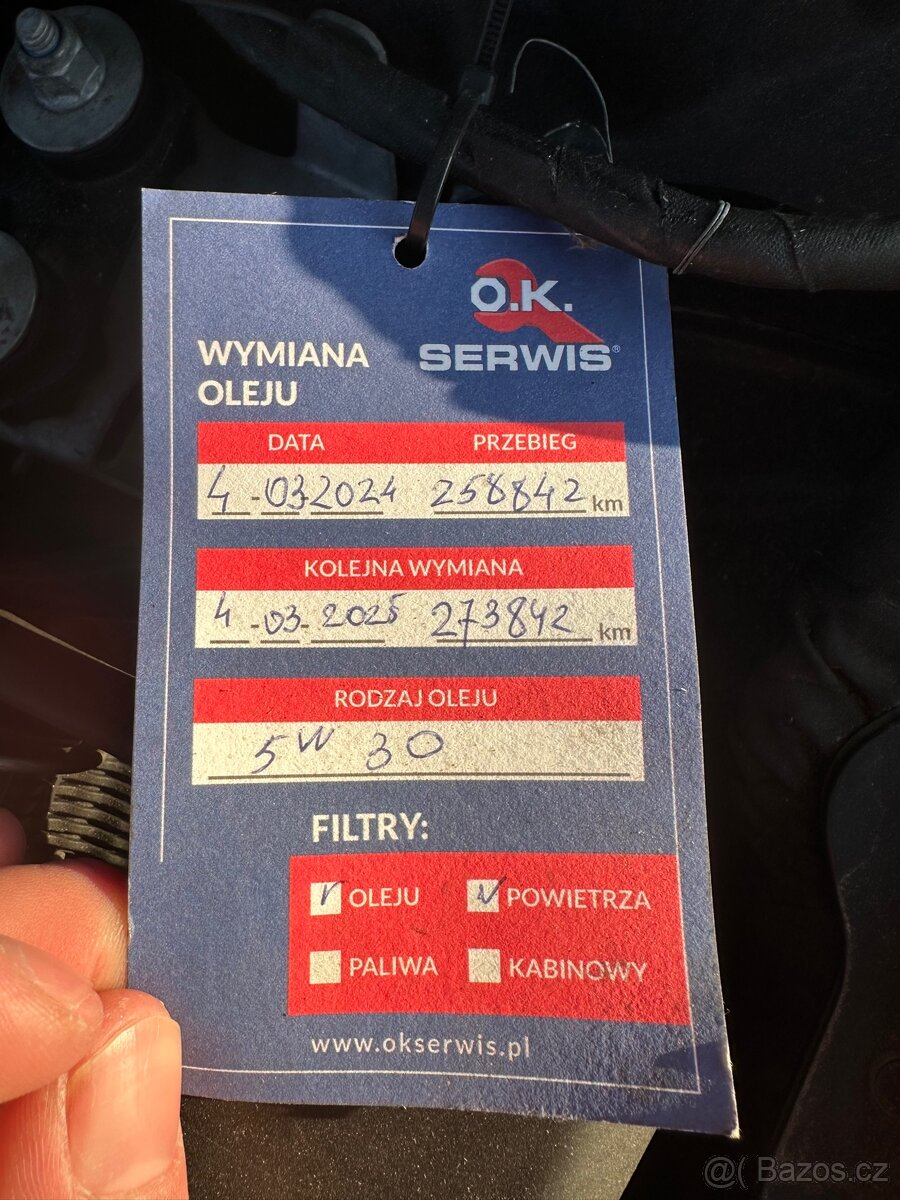 O.K.
SERWIS®
WYMIANA
OLEJU
DATA PRZEBIEG
4-03-2024 258842 km
KOLEJNA WYMIANA
4-03-2025 273842 km
RODZAJ OLEJU
5W 30
FILTRY:
OLEJU POWIETRZA
PALIWA KABINOWY
www.okserwis.pl
@( Bazos.cz